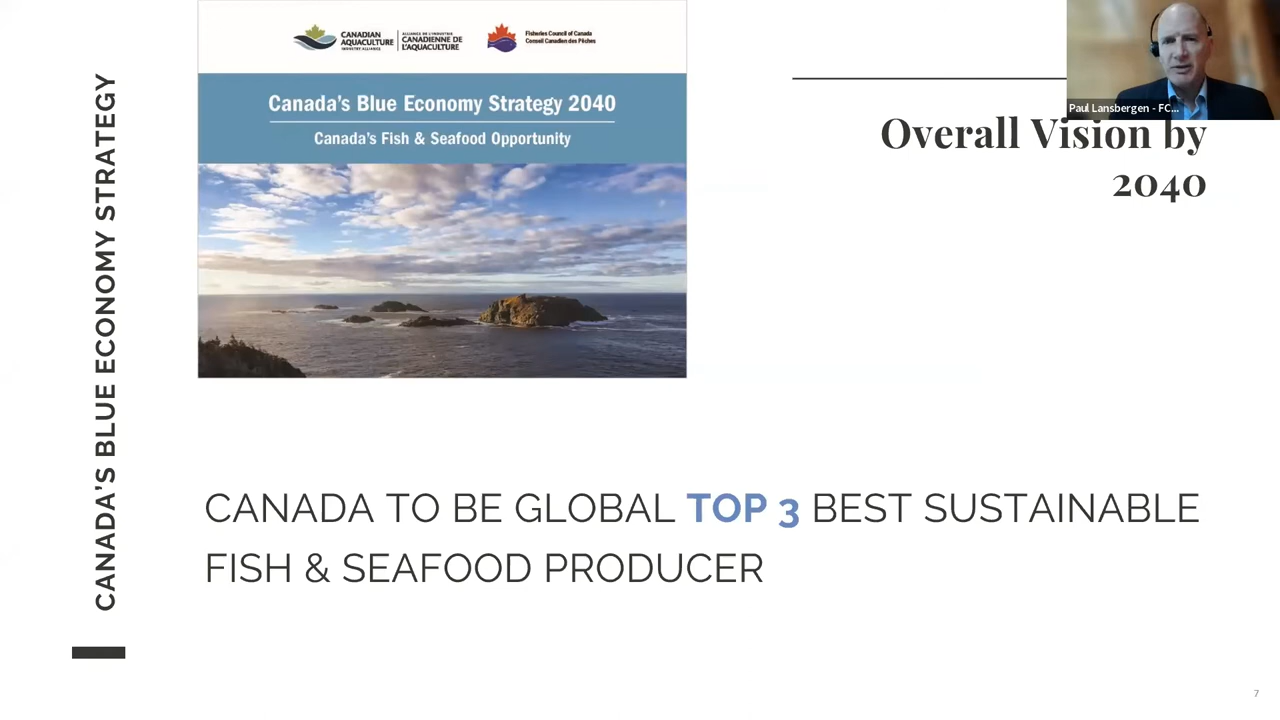 CANADA'S BLUE ECONOMY STRATEGY
CANADIAN
AQUACULTURE
INDUSTRY ALLIANCE
ALLIANCE DE L'INDUSTRIE
CANADIENNE DE
L'AQUACULTURE
Fisheries Council of Canada
Conseil Canadien des Pêches
Canada's Blue Economy Strategy 2040
Canada's Fish & Seafood Opportunity
Paul Lansbergen - FC...
Overall Vision by
2040
CANADA TO BE GLOBAL TOP 3 BEST SUSTAINABLE
FISH & SEAFOOD PRODUCER
7